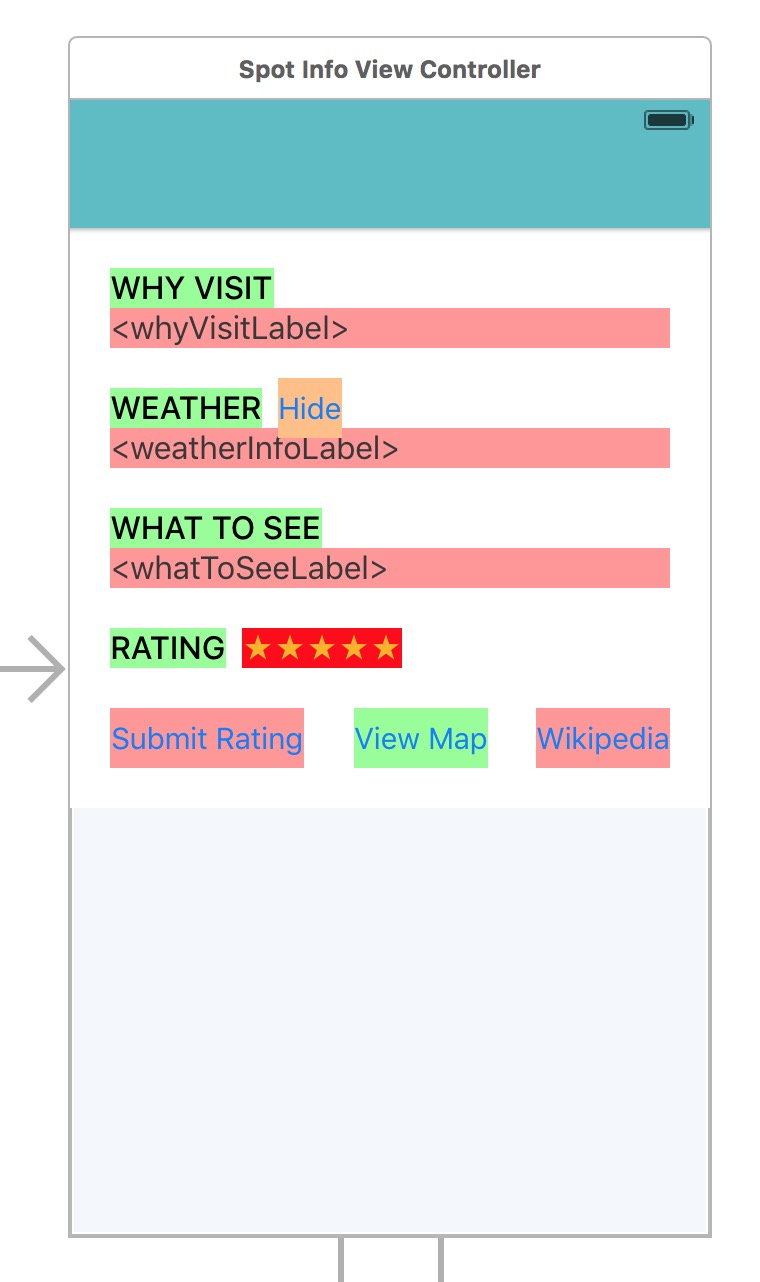 Spot Info View Controller
WHY VISIT
<whyVisitLabel>
WEATHER Hide
<weatherInfoLabel>
WHAT TO SEE
<whatToSeeLabel>
RATING ★★★★★
Submit Rating View Map Wikipedia